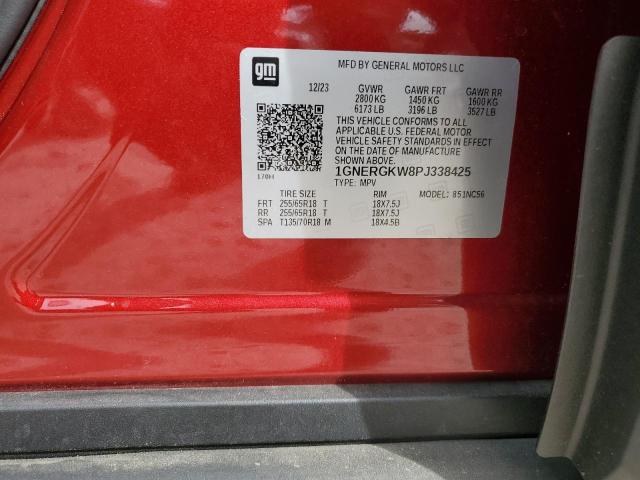 gm
MFD BY GENERAL MOTORS LLC
12/23 GVWR GAWR FRT GAWR RR
2800 KG 1450 KG 1600 KG
6173 LB 3196 LB 3527 LB
THIS VEHICLE CONFORMS TO ALL
APPLICABLE U.S. FEDERAL MOTOR
VEHICLE SAFETY STANDARDS IN EFFECT
ON THE DATE OF MANUFACTURE
SHOWN ABOVE.
1GNERGKW8PJ338425
TYPE: MPV MODEL: 851NC56
TIRE SIZE RIM
FRT 255/65R18 T 18X7.5J
RR 255/65R18 T 18X7.5J
SPA T135/70R18 M 18X4.5B